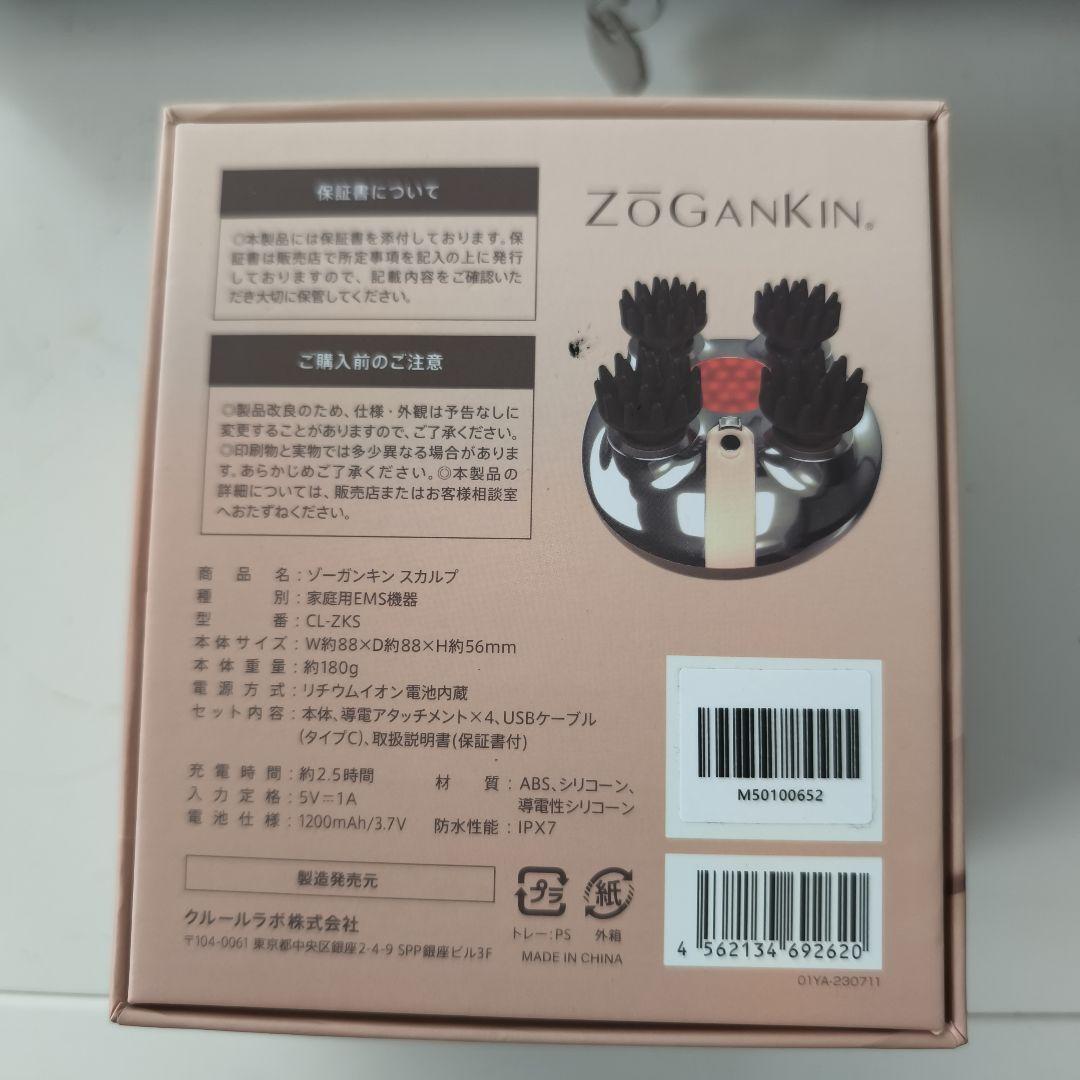 保証書について
◎本製品には保証書を添付しております。保
証書は販売店で所定事項を記入の上に発行
しておりますので、記載内容をご確認いた
だき大切に保管してください。
ご購入前のご注意
◎製品改良のため、仕様・外観は予告なしに
変更することがありますので、ご了承ください。
◎印刷物と実物では多少異なる場合がありま
す。あらかじめご了承ください。◎本製品の
詳細については、販売店またはお客様相談室
へおたずねください。
ZŌGANKIN®
商品名:ゾーガンキン スカルプ
種別:家庭用EMS機器
型番:CL-ZKS
本体サイズ:W約88×D約88×H約56mm
本体重量:約180g
電源方式:リチウムイオン電池内蔵
セット内容:本体、導電アタッチメント×4、USBケーブル
(タイプC)、取扱説明書(保証書付)
充電時間:約2.5時間
入力定格:5V⎓1A
電池仕様:1200mAh/3.7V
材質:ABS、シリコーン、
導電性シリコーン
防水性能:IPX7
製造発売元
クルールラボ株式会社
〒104-0061 東京都中央区銀座2-4-9 SPP銀座ビル3F
プラ
トレー:PS
紙
外箱
MADE IN CHINA
M50100652
4 562134 692620
01YA-230711